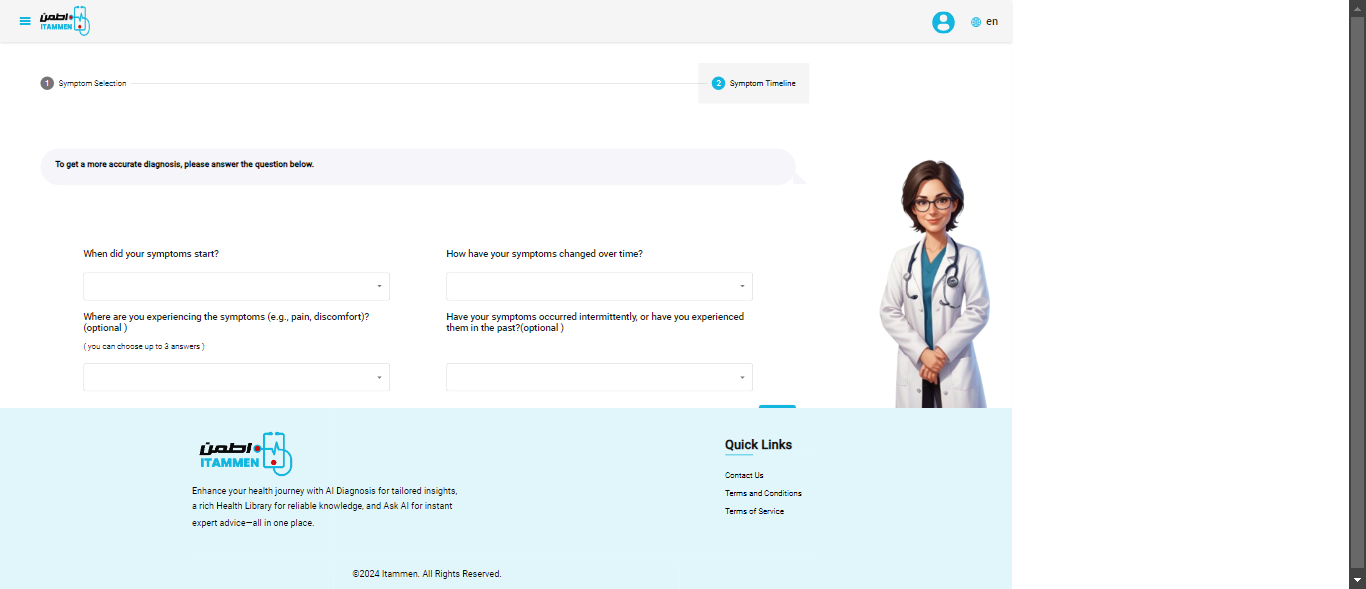 اطمن
ITAMMEN
en
1 Symptom Selection
2 Symptom Timeline
To get a more accurate diagnosis, please answer the question below.
When did your symptoms start?
How have your symptoms changed over time?
Where are you experiencing the symptoms (e.g., pain, discomfort)?
(optional )
( you can choose up to 3 answers )
Have your symptoms occurred intermittently, or have you experienced
them in the past?(optional )
اطمن
ITAMMEN
Enhance your health journey with AI Diagnosis for tailored insights,
a rich Health Library for reliable knowledge, and Ask AI for instant
expert advice—all in one place.
Quick Links
Contact Us
Terms and Conditions
Terms of Service
©2024 Itammen. All Rights Reserved.